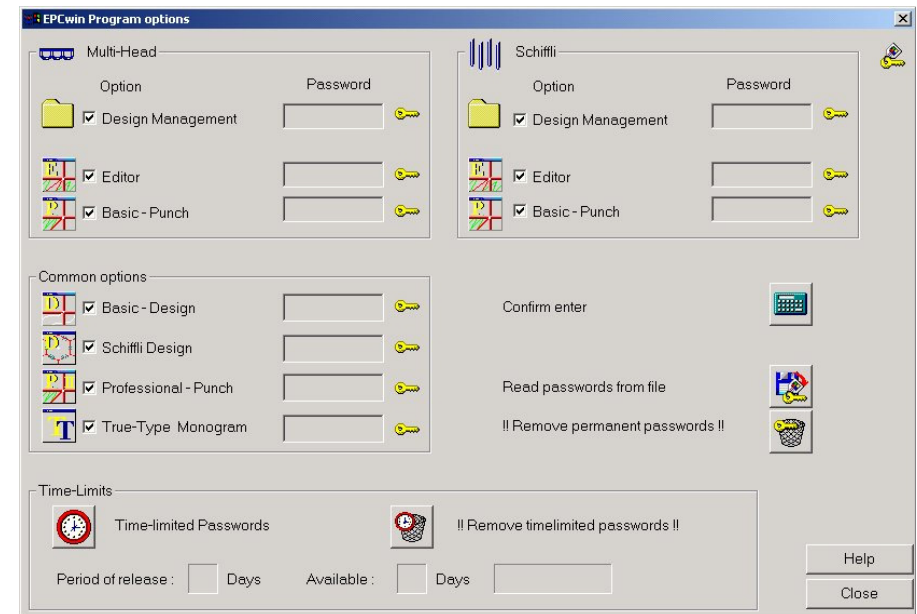 EPCwin Program options
Multi-Head
Option Password
Design Management
Editor
Basic-Punch
Schiffli
Option Password
Design Management
Editor
Basic-Punch
Common options
Basic-Design
Schiffli Design
Professional-Punch
True-Type Monogram
Confirm enter
Read passwords from file
!! Remove permanent passwords !!
Time-Limits
Time-limited Passwords !! Remove timelimited passwords !!
Period of release : Days Available : Days
Help
Close